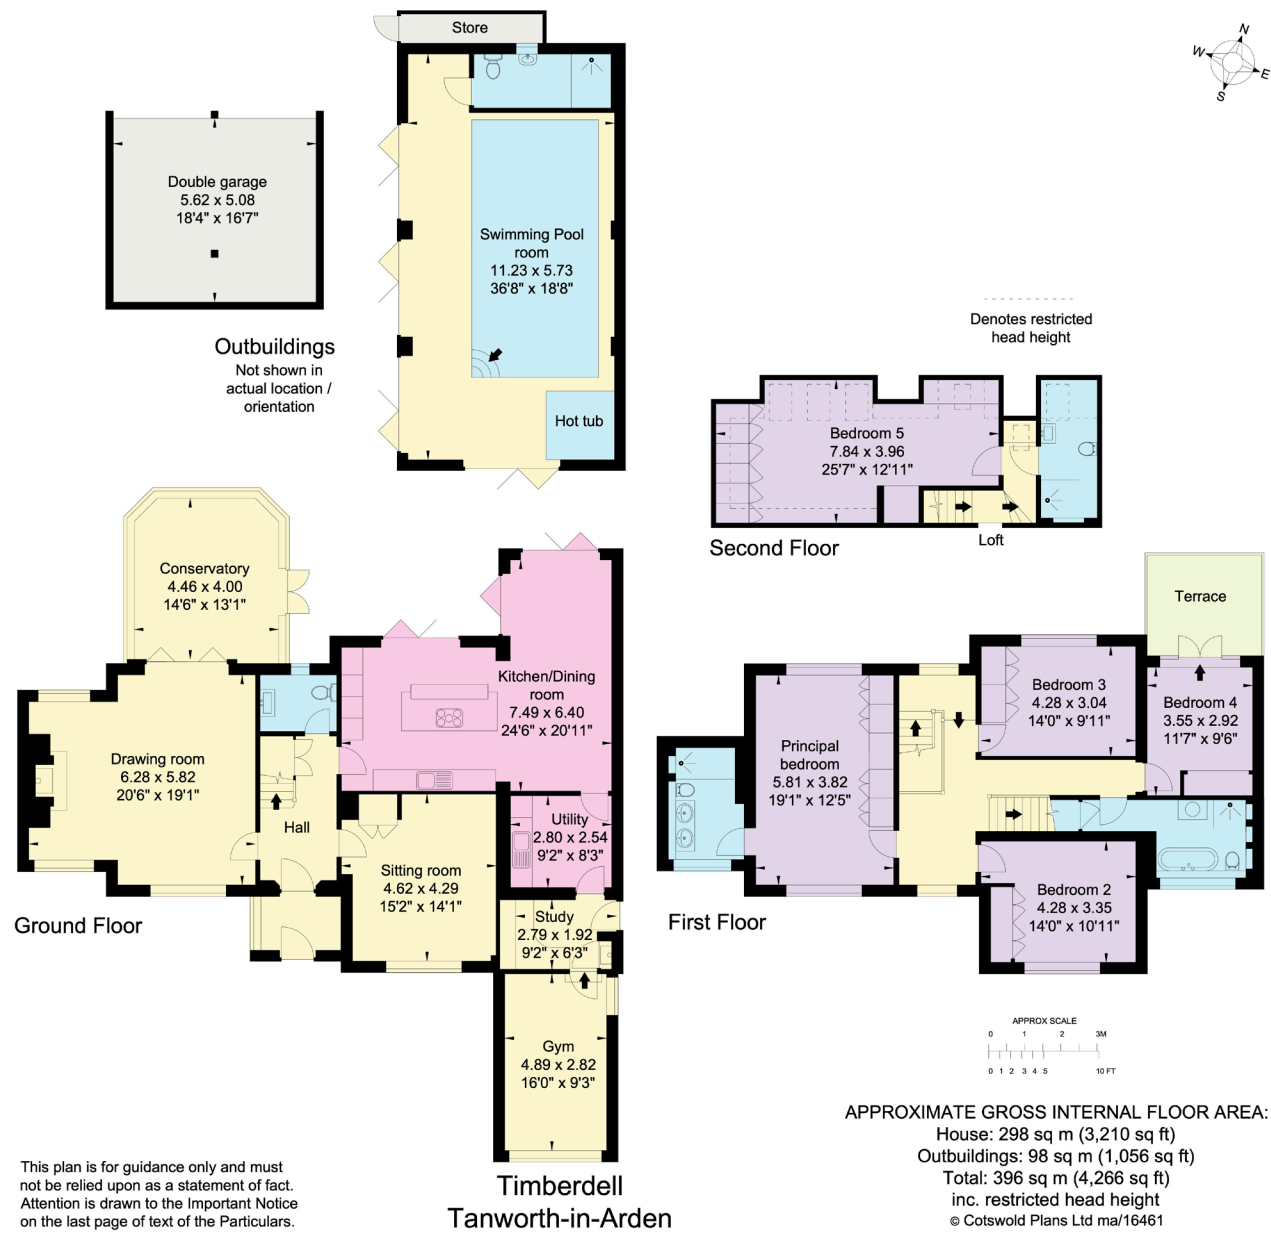 Store
N
W
E
S
Double garage
5.62 x 5.08
18'4" x 16'7"
Swimming Pool
room
11.23 x 5.73
36'8" x 18'8"
Hot tub
Outbuildings
Not shown in
actual location /
orientation
Denotes restricted
head height
Bedroom 5
7.84 x 3.96
25'7" x 12'11"
Second Floor
Loft
Conservatory
4.46 x 4.00
14'6" x 13'1"
Kitchen/Dining
room
7.49 x 6.40
24'6" x 20'11"
Drawing room
6.28 x 5.82
20'6" x 19'1"
Hall
Utility
2.80 x 2.54
9'2" x 8'3"
Sitting room
4.62 x 4.29
15'2" x 14'1"
Study
2.79 x 1.92
9'2" x 6'3"
Gym
4.89 x 2.82
16'0" x 9'3"
Ground Floor
Terrace
Bedroom 3
4.28 x 3.04
14'0" x 9'11"
Bedroom 4
3.55 x 2.92
11'7" x 9'6"
Principal
bedroom
5.81 x 3.82
19'1" x 12'5"
Bedroom 2
4.28 x 3.35
14'0" x 10'11"
First Floor
APPROX SCALE
0 1 2 3M
0 1 2 3 4 5 10 FT
APPROXIMATE GROSS INTERNAL FLOOR AREA:
House: 298 sq m (3,210 sq ft)
Outbuildings: 98 sq m (1,056 sq ft)
Total: 396 sq m (4,266 sq ft)
inc. restricted head height
© Cotswold Plans Ltd ma/16461
This plan is for guidance only and must
not be relied upon as a statement of fact.
Attention is drawn to the Important Notice
on the last page of text of the Particulars.
Timberdell
Tanworth-in-Arden